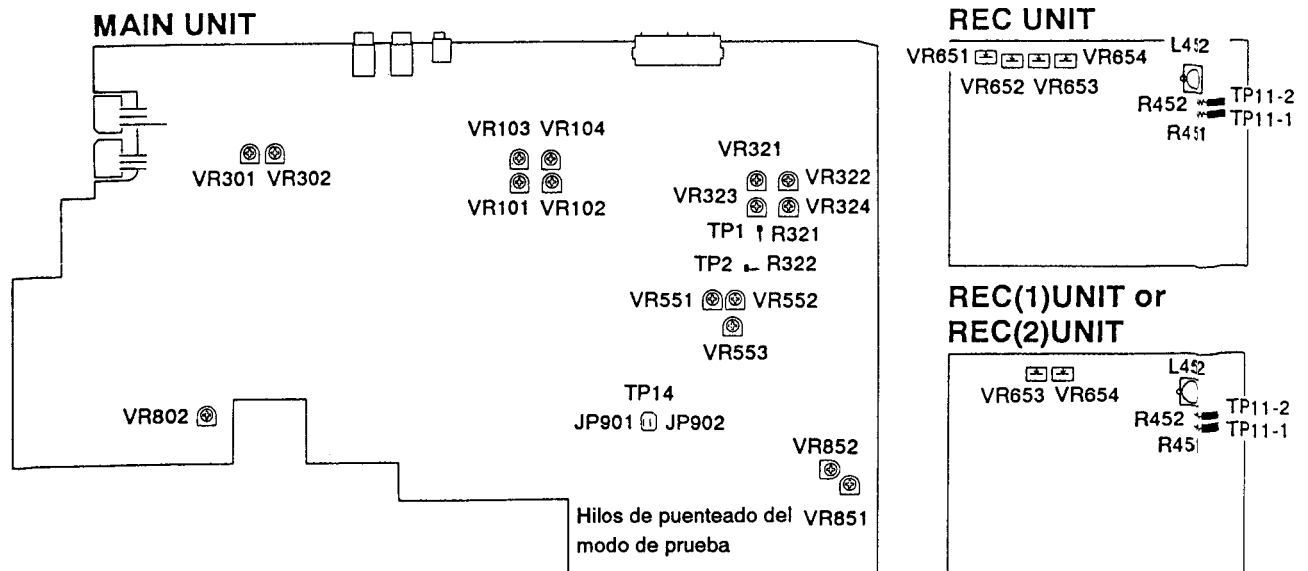 MAIN UNIT
VR301 VR302
VR103 VR104
VR101 VR102
VR321
VR322
VR323
VR324
TP1 R321
TP2 R322
VR551 VR552
VR553
TP14
JP901 JP902
VR802
VR852
VR851
Hilos de puenteado del
modo de prueba
REC UNIT
VR651 VR654
VR652 VR653
L452
R452 TP11-2
TP11-1
R451
REC(1)UNIT or
REC(2)UNIT
VR653 VR654
L452
R452 TP11-2
TP11-1
R451